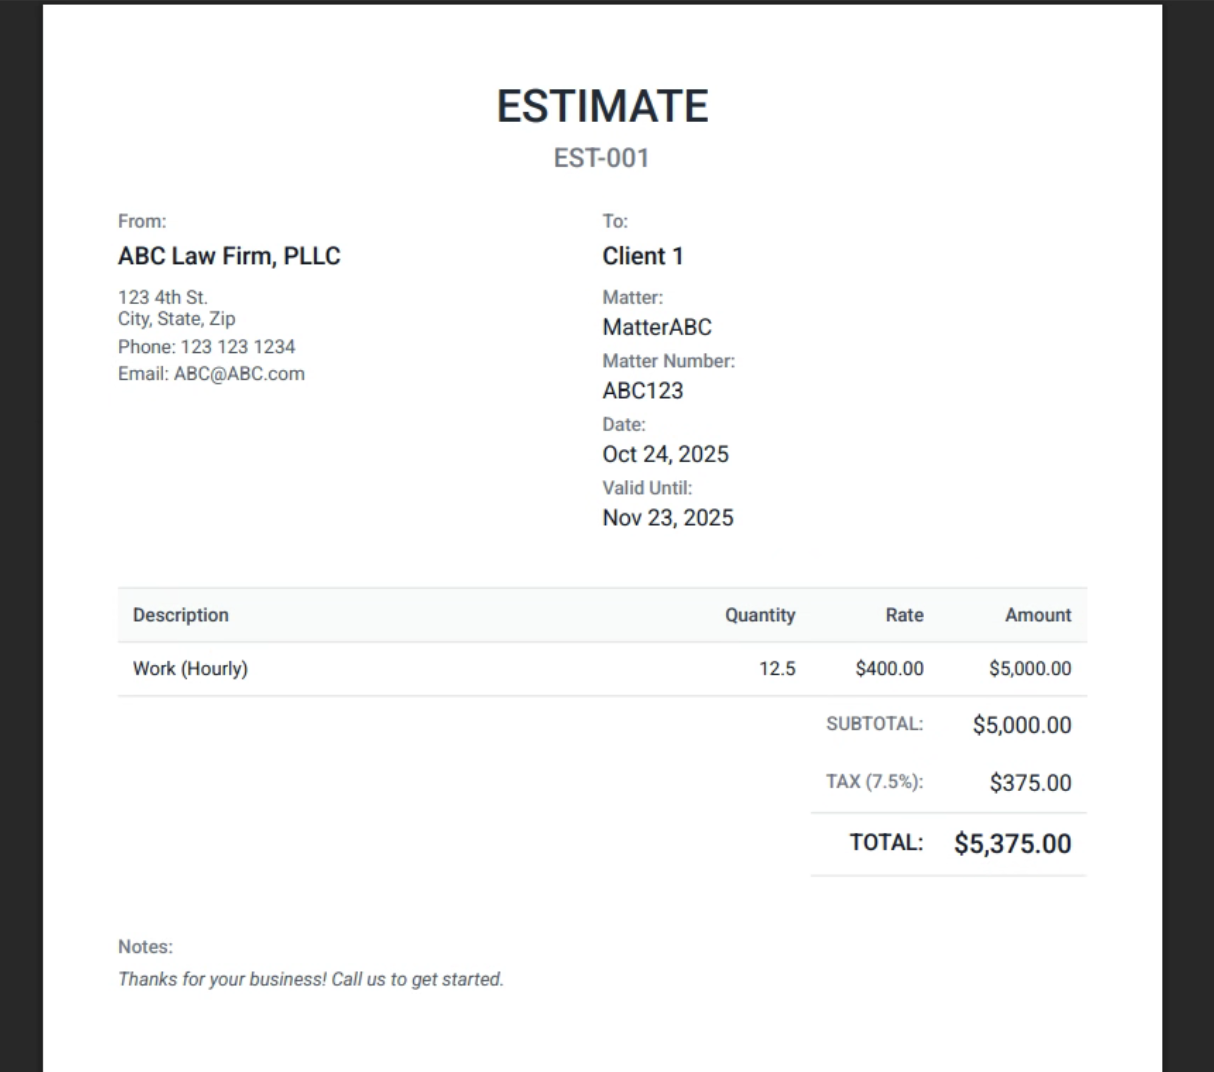 ESTIMATE
EST-001
From:
ABC Law Firm, PLLC
123 4th St.
City, State, Zip
Phone: 123 123 1234
Email: ABC@ABC.com
To:
Client 1
Matter:
MatterABC
Matter Number:
ABC123
Date:
Oct 24, 2025
Valid Until:
Nov 23, 2025
Description Quantity Rate Amount
Work (Hourly) 12.5 $400.00 $5,000.00
SUBTOTAL: $5,000.00
TAX (7.5%): $375.00
TOTAL: $5,375.00
Notes:
Thanks for your business! Call us to get started.